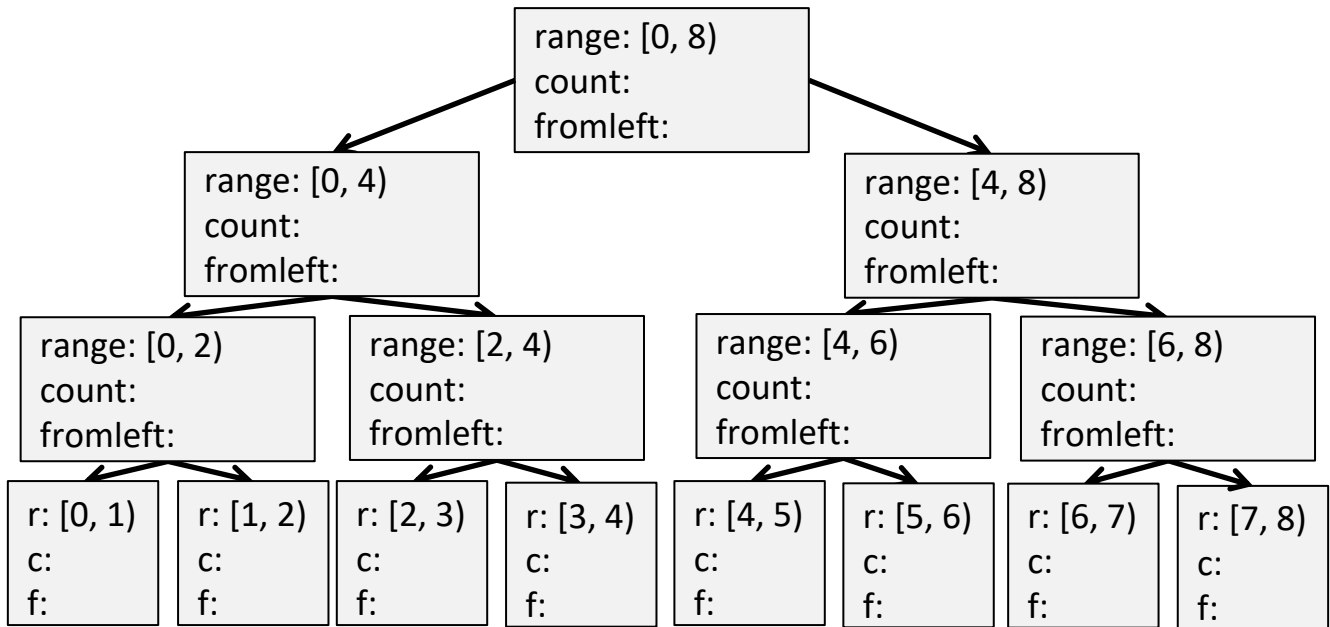 range: [0, 8)
count:
fromleft:
range: [0, 4)
count:
fromleft:
range: [4, 8)
count:
fromleft:
range: [0, 2)
count:
fromleft:
range: [2, 4)
count:
fromleft:
range: [4, 6)
count:
fromleft:
range: [6, 8)
count:
fromleft:
r: [0, 1)
c:
f:
r: [1, 2)
c:
f:
r: [2, 3)
c:
f:
r: [3, 4)
c:
f:
r: [4, 5)
c:
f:
r: [5, 6)
c:
f:
r: [6, 7)
c:
f:
r: [7, 8)
c:
f: